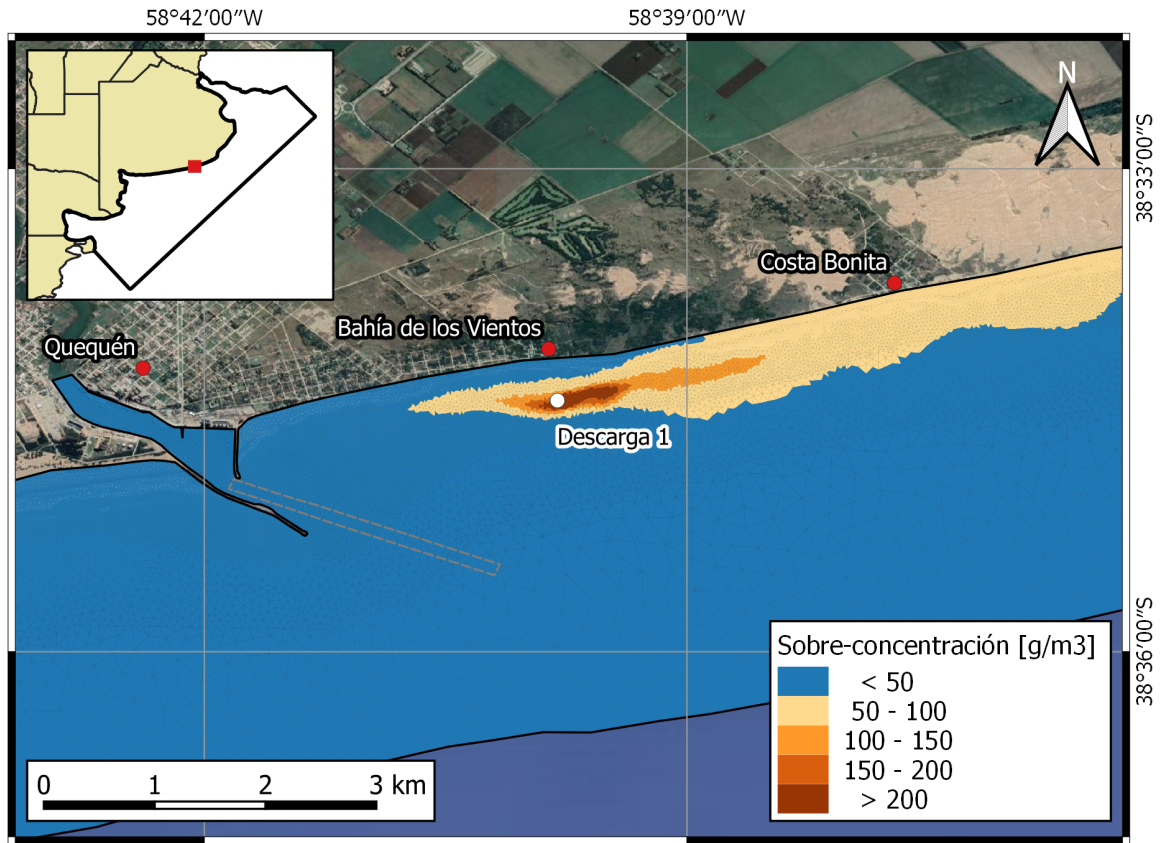 58°42'00"W
58°39'00"W
N
38°33'00"S
Costa Bonita
Bahía de los Vientos
Quequén
Descarga 1
38°36'00"S
Sobre-concentración [g/m3]
< 50
50 - 100
100 - 150
150 - 200
> 200
0 1 2 3 km